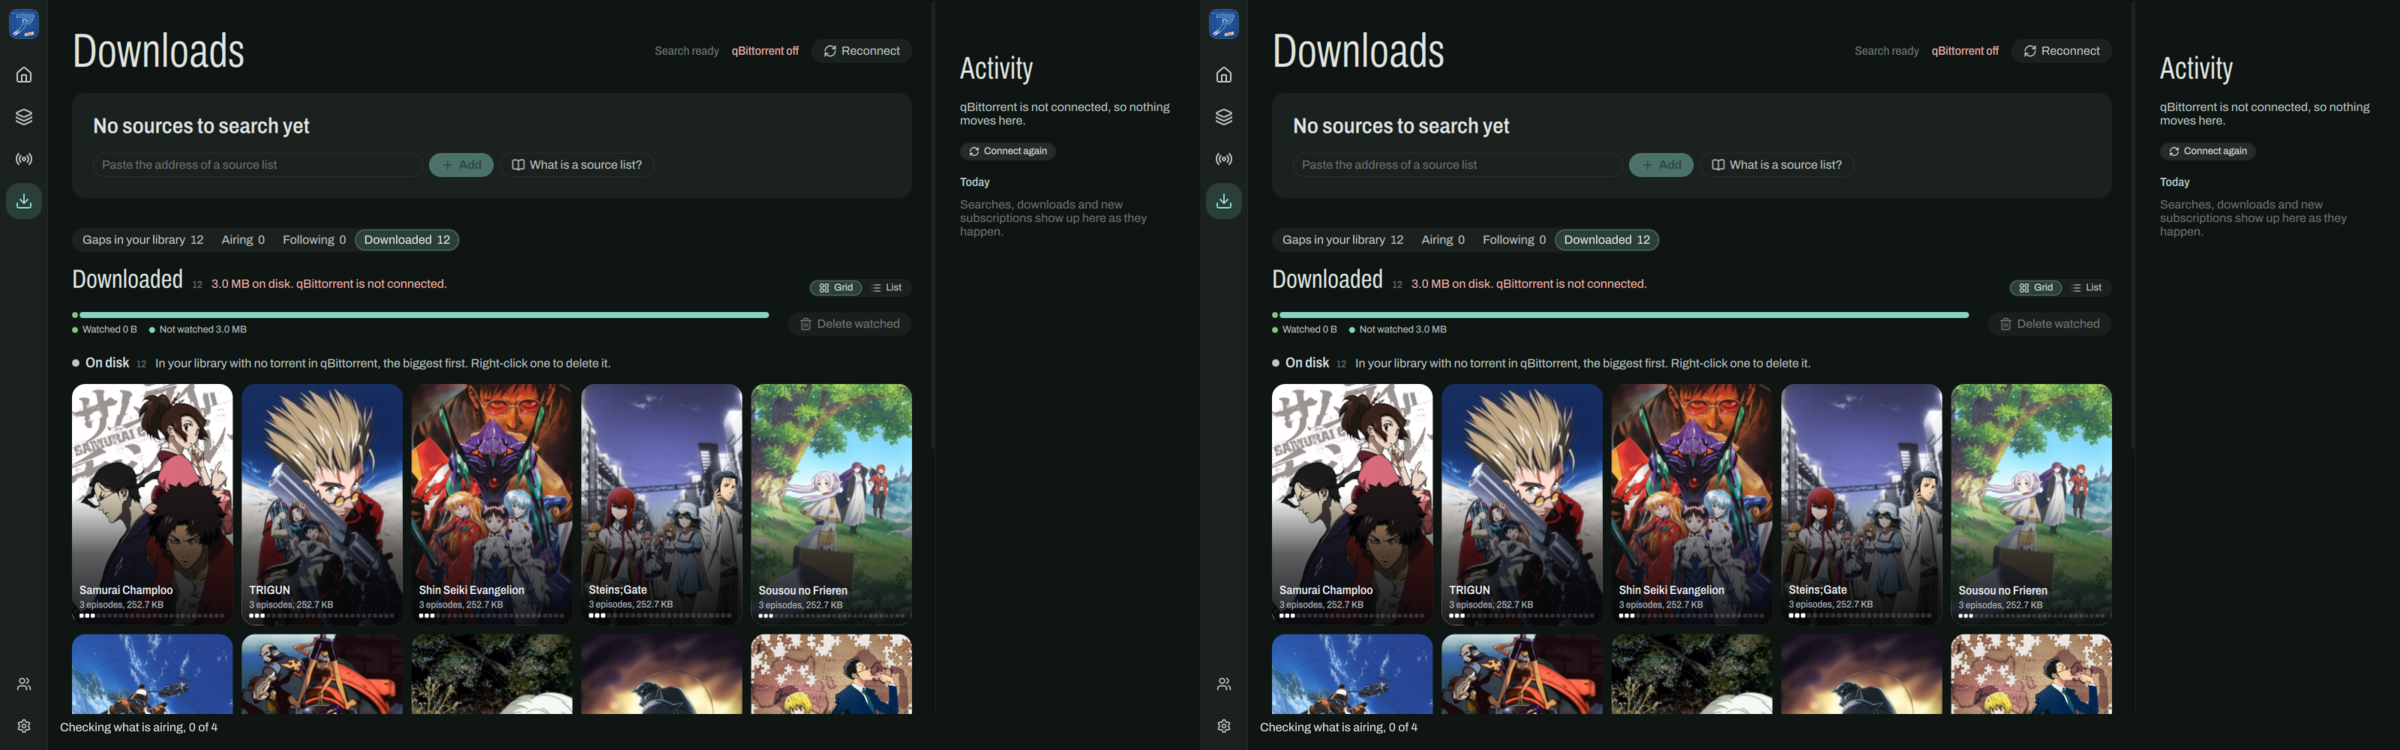 Downloads
Search ready qBittorrent off Reconnect
No sources to search yet
Paste the address of a source list + Add What is a source list?
Gaps in your library 12 Airing 0 Following 0 Downloaded 12
Downloaded 12 3.0 MB on disk. qBittorrent is not connected.
Grid List
Watched 0 B Not watched 3.0 MB
Delete watched
On disk 12 In your library with no torrent in qBittorrent, the biggest first. Right-click one to delete it.
SAMURAI
Samurai Champloo
3 episodes, 252.7 KB
TRIGUN
3 episodes, 252.7 KB
Shin Seiki Evangelion
3 episodes, 252.7 KB
Steins;Gate
3 episodes, 252.7 KB
Sousou no Frieren
3 episodes, 252.7 KB
Checking what is airing, 0 of 4
Activity
qBittorrent is not connected, so nothing
moves here.
Connect again
Today
Searches, downloads and new
subscriptions show up here as they
happen.
Downloads
Search ready qBittorrent off Reconnect
No sources to search yet
Paste the address of a source list + Add What is a source list?
Gaps in your library 12 Airing 0 Following 0 Downloaded 12
Downloaded 12 3.0 MB on disk. qBittorrent is not connected.
Grid List
Watched 0 B Not watched 3.0 MB
Delete watched
On disk 12 In your library with no torrent in qBittorrent, the biggest first. Right-click one to delete it.
SAMURAI
Samurai Champloo
3 episodes, 252.7 KB
TRIGUN
3 episodes, 252.7 KB
Shin Seiki Evangelion
3 episodes, 252.7 KB
Steins;Gate
3 episodes, 252.7 KB
Sousou no Frieren
3 episodes, 252.7 KB
Checking what is airing, 0 of 4
Activity
qBittorrent is not connected, so nothing
moves here.
Connect again
Today
Searches, downloads and new
subscriptions show up here as they
happen.